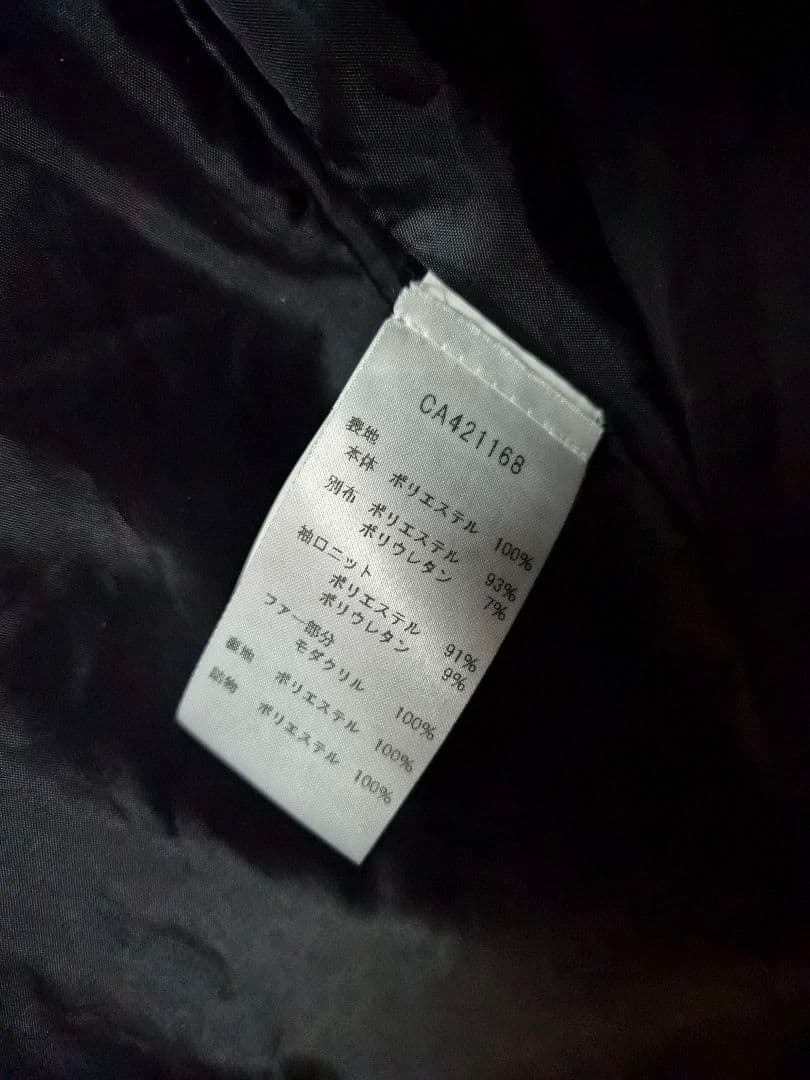 CA421168
表地
本体 ポリエステル 100%
別布 ポリエステル 93%
ポリウレタン 7%
袖口ニット
ポリエステル 91%
ポリウレタン 9%
ファー部分
モダクリル 100%
裏地 ポリエステル 100%
詰物 ポリエステル 100%